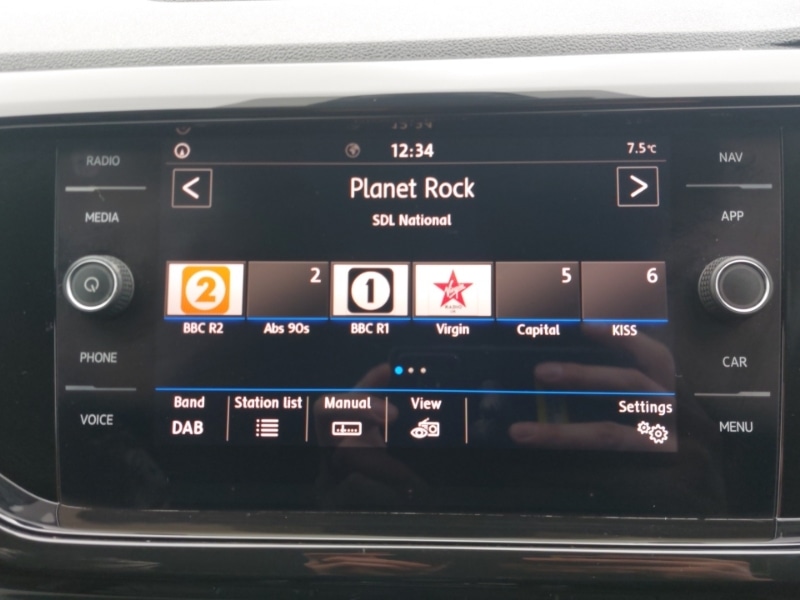 12:34
7.5°C
RADIO
NAV
<
Planet Rock
>
MEDIA
APP
SDL National
2
2
1
5
6
BBC R2
Abs 90s
BBC R1
Virgin
Capital
KISS
PHONE
CAR
Band
Station list
Manual
View
Settings
VOICE
DAB
MENU